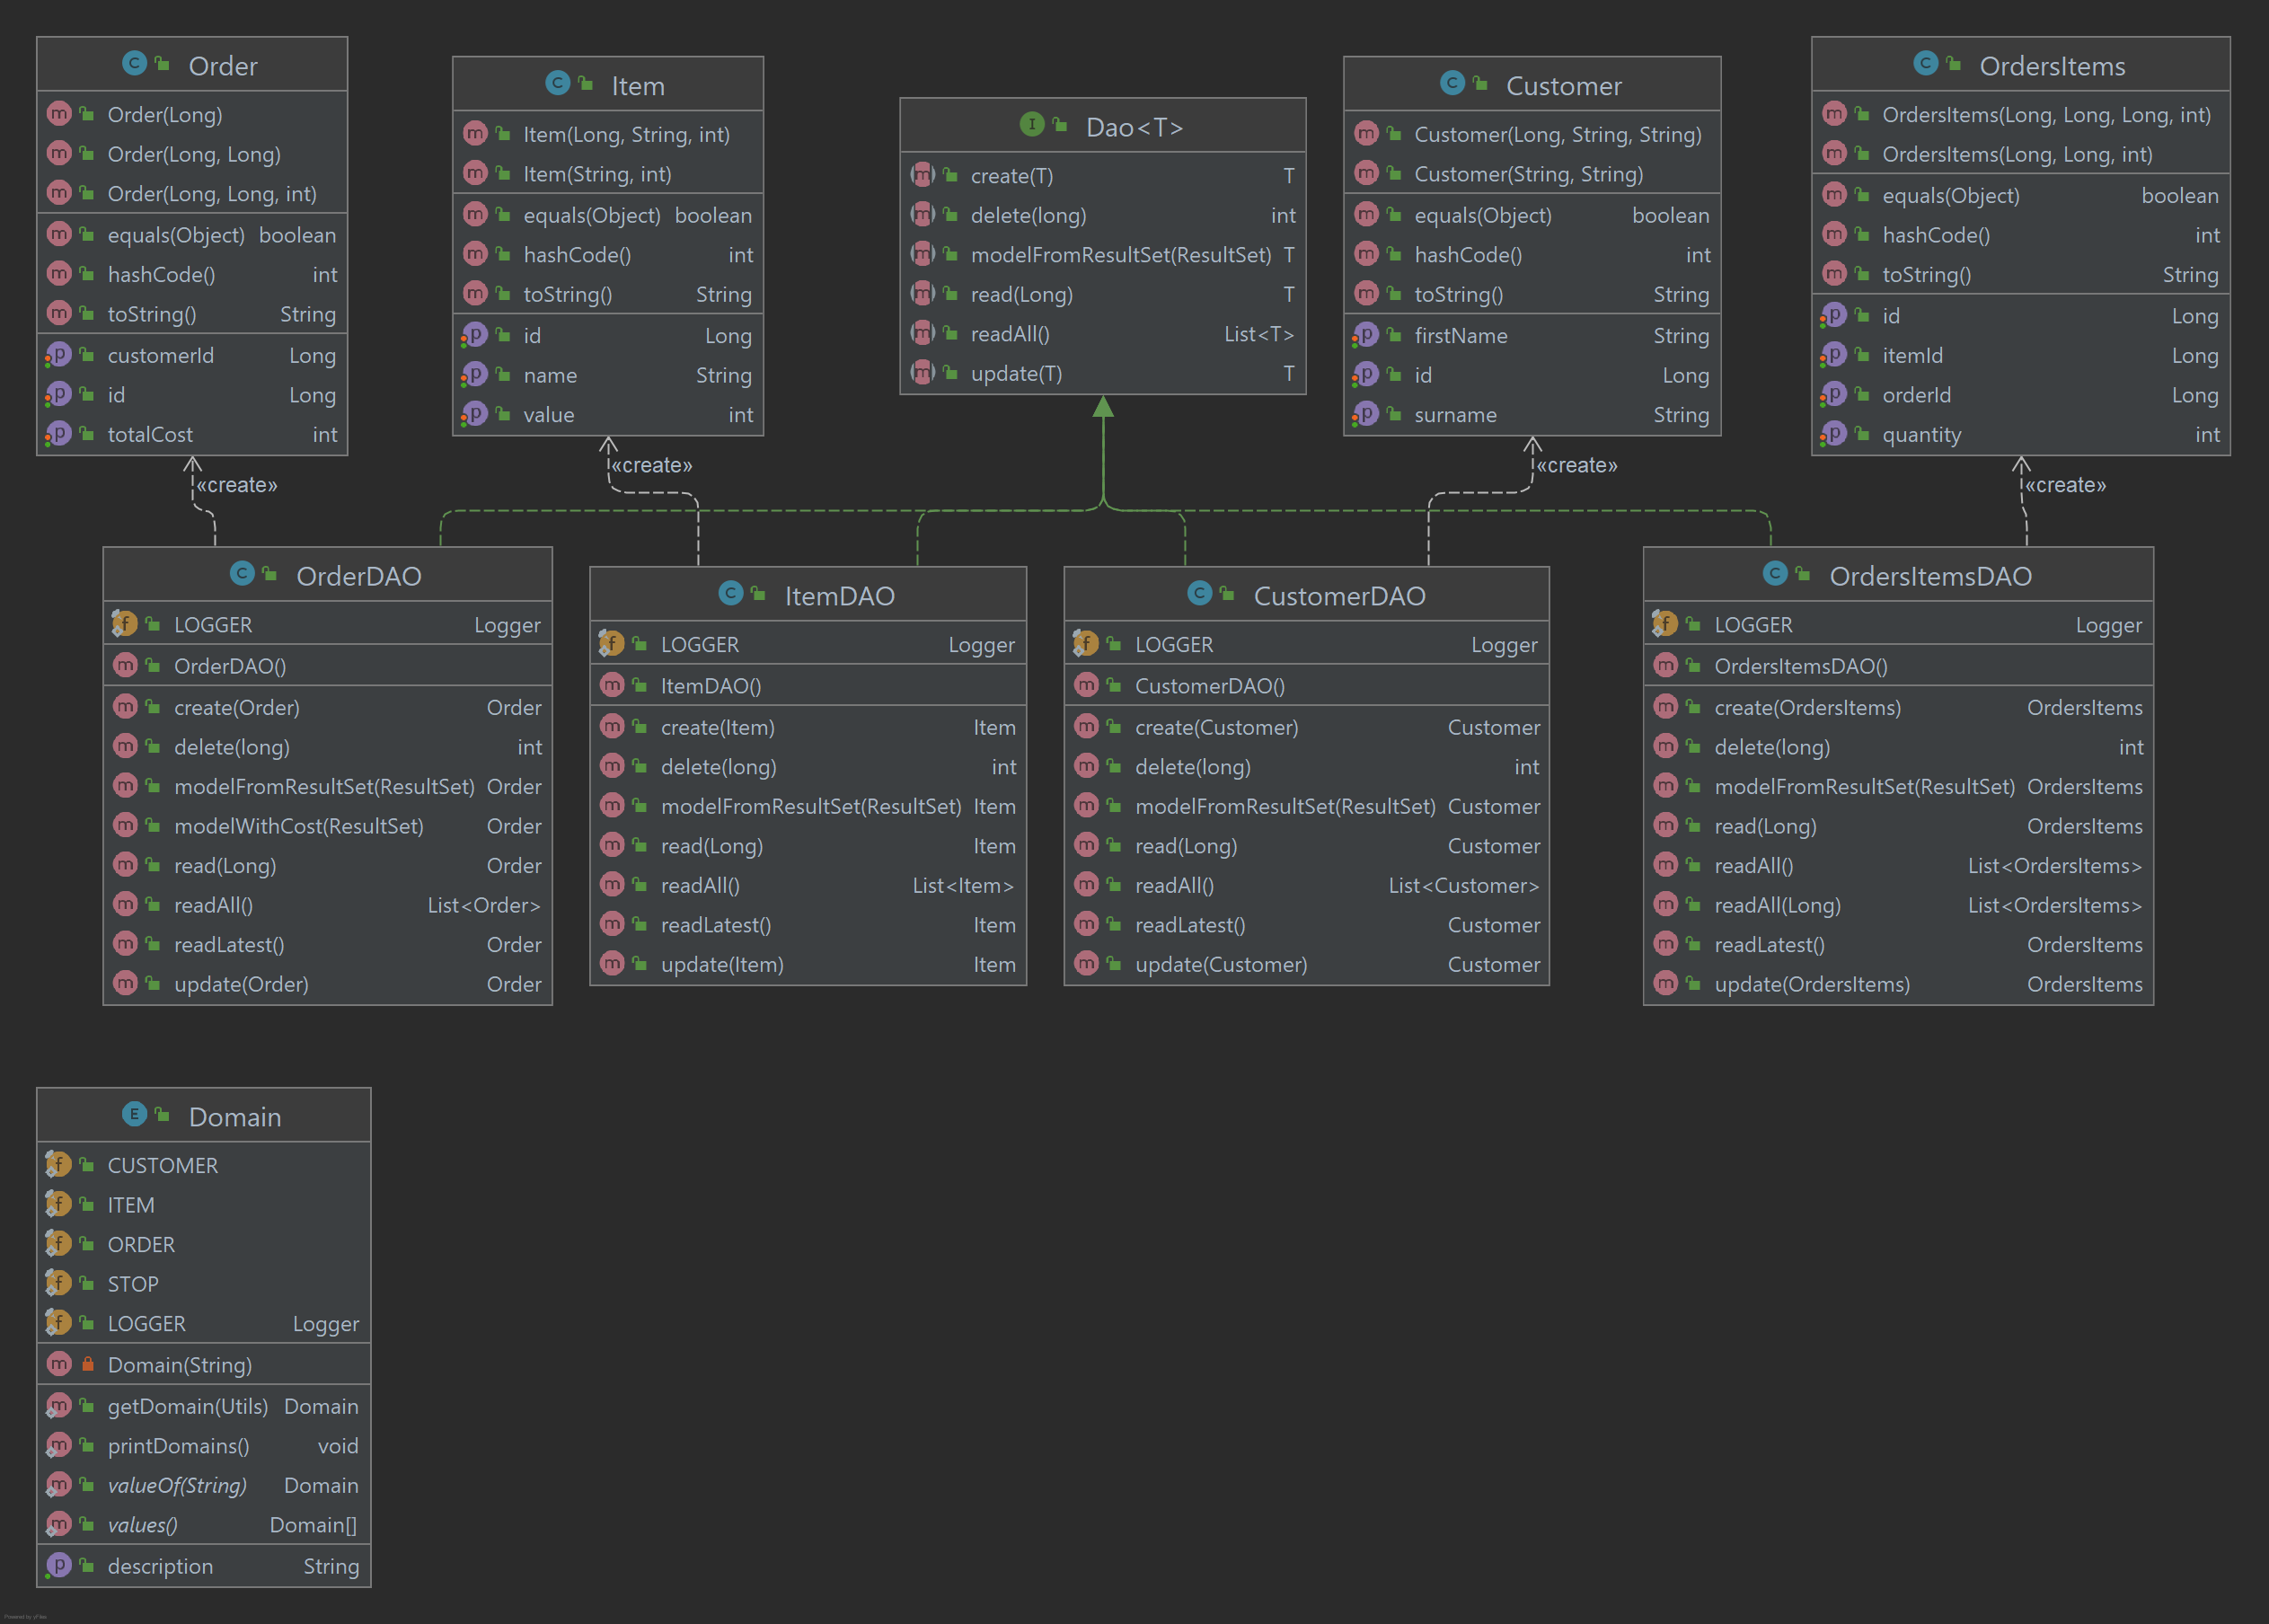 Order
Order(Long)
Order(Long, Long)
Order(Long, Long, int)
equals(Object) boolean
hashCode() int
toString() String
customerId Long
id Long
totalCost int
Item
Item(Long, String, int)
Item(String, int)
equals(Object) boolean
hashCode() int
toString() String
id Long
name String
value int
Dao<T>
create(T) T
delete(long) int
modelFromResultSet(ResultSet) T
read(Long) T
readAll() List<T>
update(T) T
Customer
Customer(Long, String, String)
Customer(String, String)
equals(Object) boolean
hashCode() int
toString() String
firstName String
id Long
surname String
OrdersItems
OrdersItems(Long, Long, Long, int)
OrdersItems(Long, Long, int)
equals(Object) boolean
hashCode() int
toString() String
id Long
itemId Long
orderId Long
quantity int
«create»
«create»
«create»
«create»
OrderDAO
LOGGER Logger
OrderDAO()
create(Order) Order
delete(long) int
modelFromResultSet(ResultSet) Order
modelWithCost(ResultSet) Order
read(Long) Order
readAll() List<Order>
readLatest() Order
update(Order) Order
ItemDAO
LOGGER Logger
ItemDAO()
create(Item) Item
delete(long) int
modelFromResultSet(ResultSet) Item
read(Long) Item
readAll() List<Item>
readLatest() Item
update(Item) Item
CustomerDAO
LOGGER Logger
CustomerDAO()
create(Customer) Customer
delete(long) int
modelFromResultSet(ResultSet) Customer
read(Long) Customer
readAll() List<Customer>
readLatest() Customer
update(Customer) Customer
OrdersItemsDAO
LOGGER Logger
OrdersItemsDAO()
create(OrdersItems) OrdersItems
delete(long) int
modelFromResultSet(ResultSet) OrdersItems
read(Long) OrdersItems
readAll() List<OrdersItems>
readAll(Long) List<OrdersItems>
readLatest() OrdersItems
update(OrdersItems) OrdersItems
Domain
CUSTOMER
ITEM
ORDER
STOP
LOGGER Logger
Domain(String)
getDomain(Utils) Domain
printDomains() void
valueOf(String) Domain
values() Domain[]
description String
Powered by yFiles